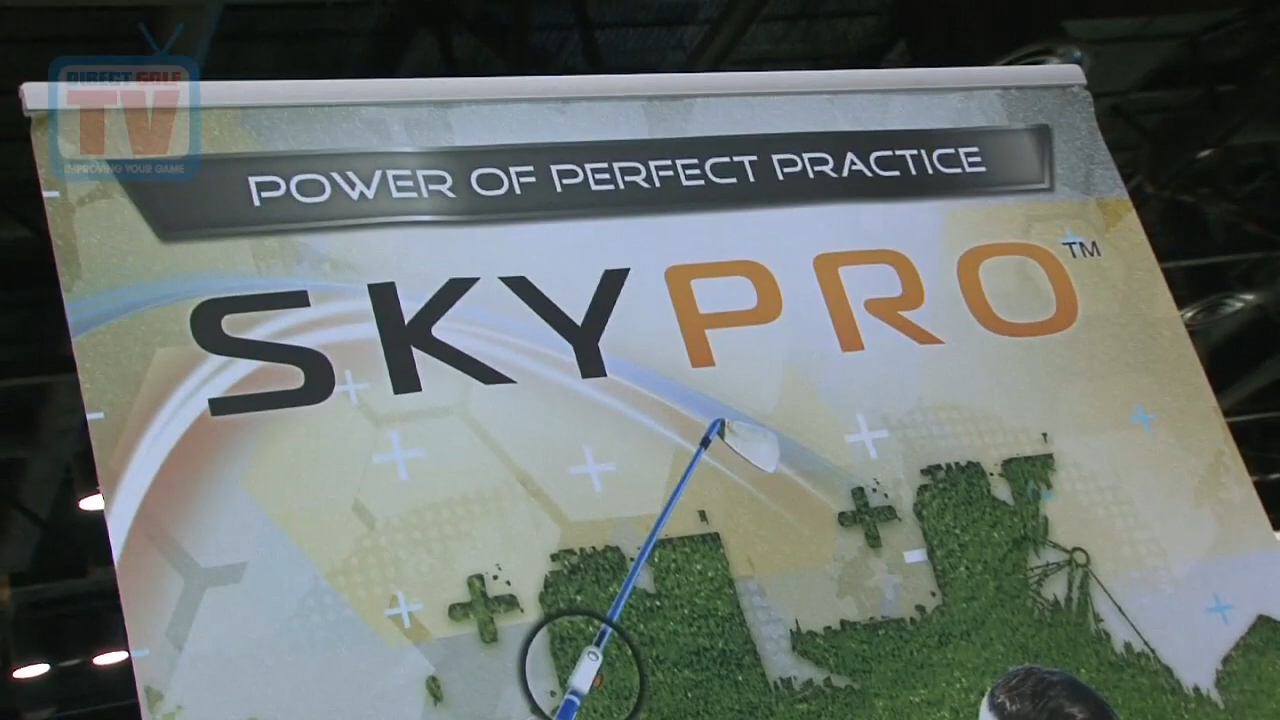 DIRECT GOLF
TV
IMPROVING YOUR GAME
POWER OF PERFECT PRACTICE
SKYPRO™